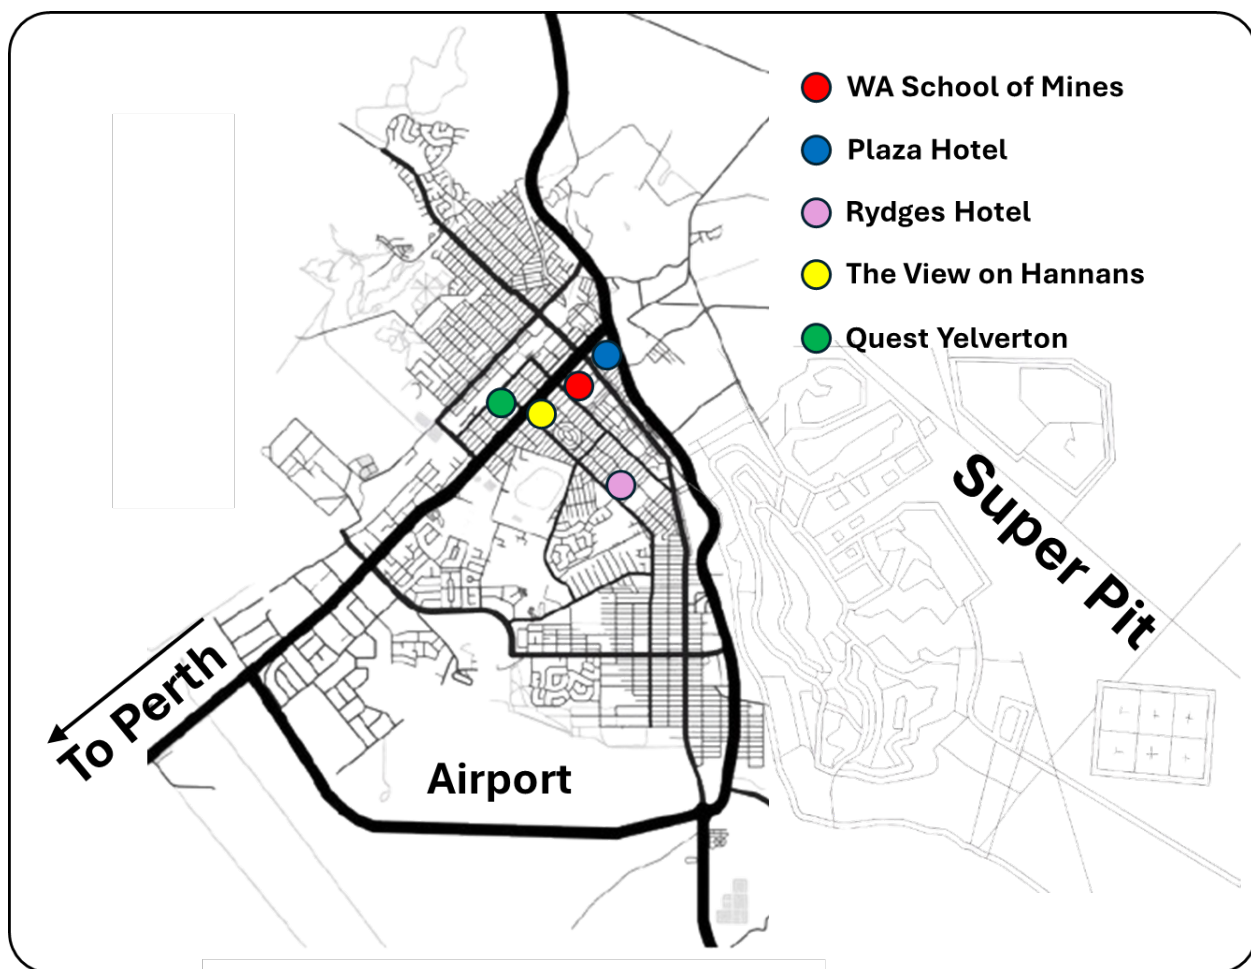 WA School of Mines
Plaza Hotel
Rydges Hotel
The View on Hannans
Quest Yelverton
Super Pit
To Perth
Airport